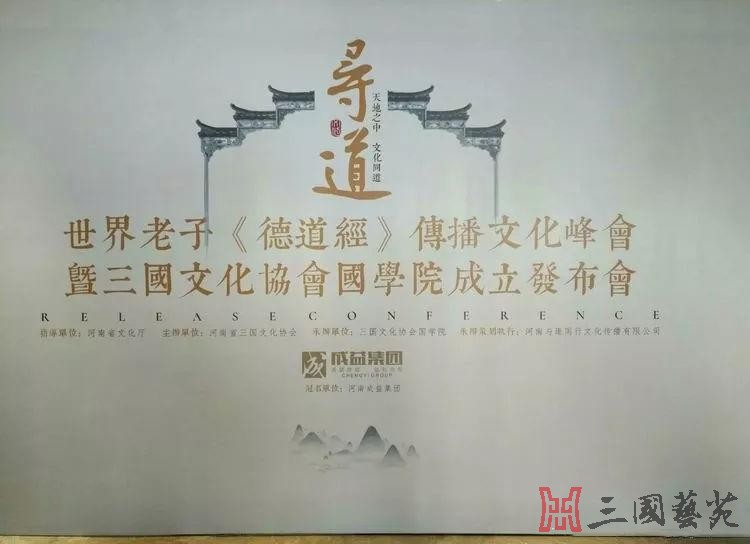 尋道
天地之中 文化問道
世界老子《德道經》傳播文化峰會
暨三國文化協會國學院成立發布會
RELEASE CONFERENCE
指導單位：河南省文化厅 主辦單位：河南省三国文化协会 承辦單位：三国文化协会国学院 承辦策划执行：河南与谁同行文化传播有限公司
成益集团
CHENGYI GROUP
冠名單位：河南成益集团
三國藝苑